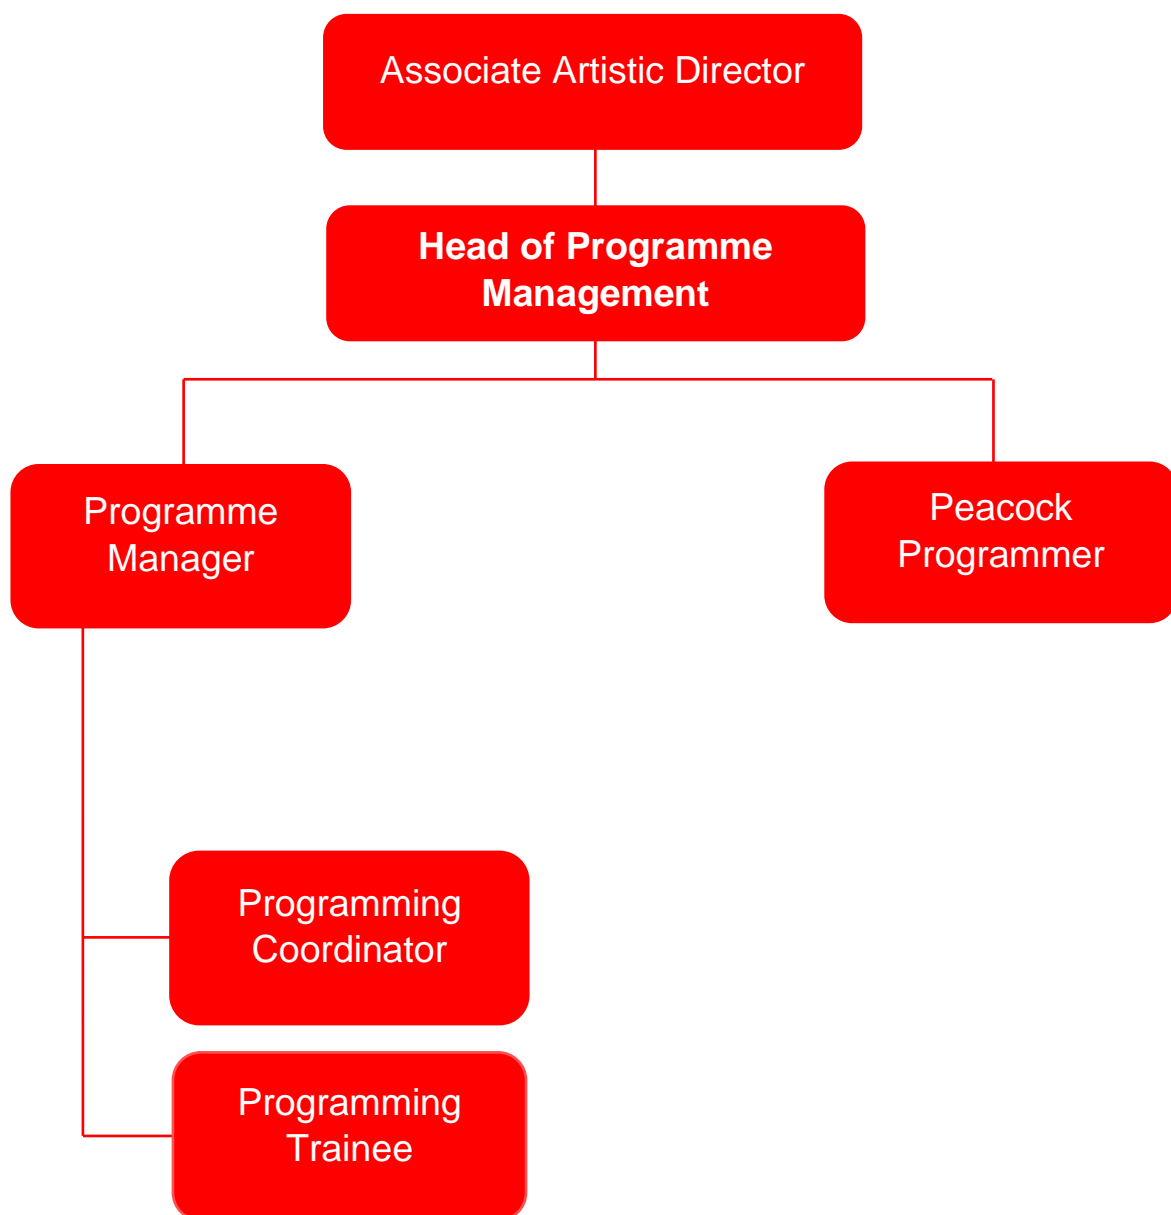 Associate Artistic Director
Head of Programme
Management
Programme
Manager
Peacock
Programmer
Programming
Coordinator
Programming
Trainee